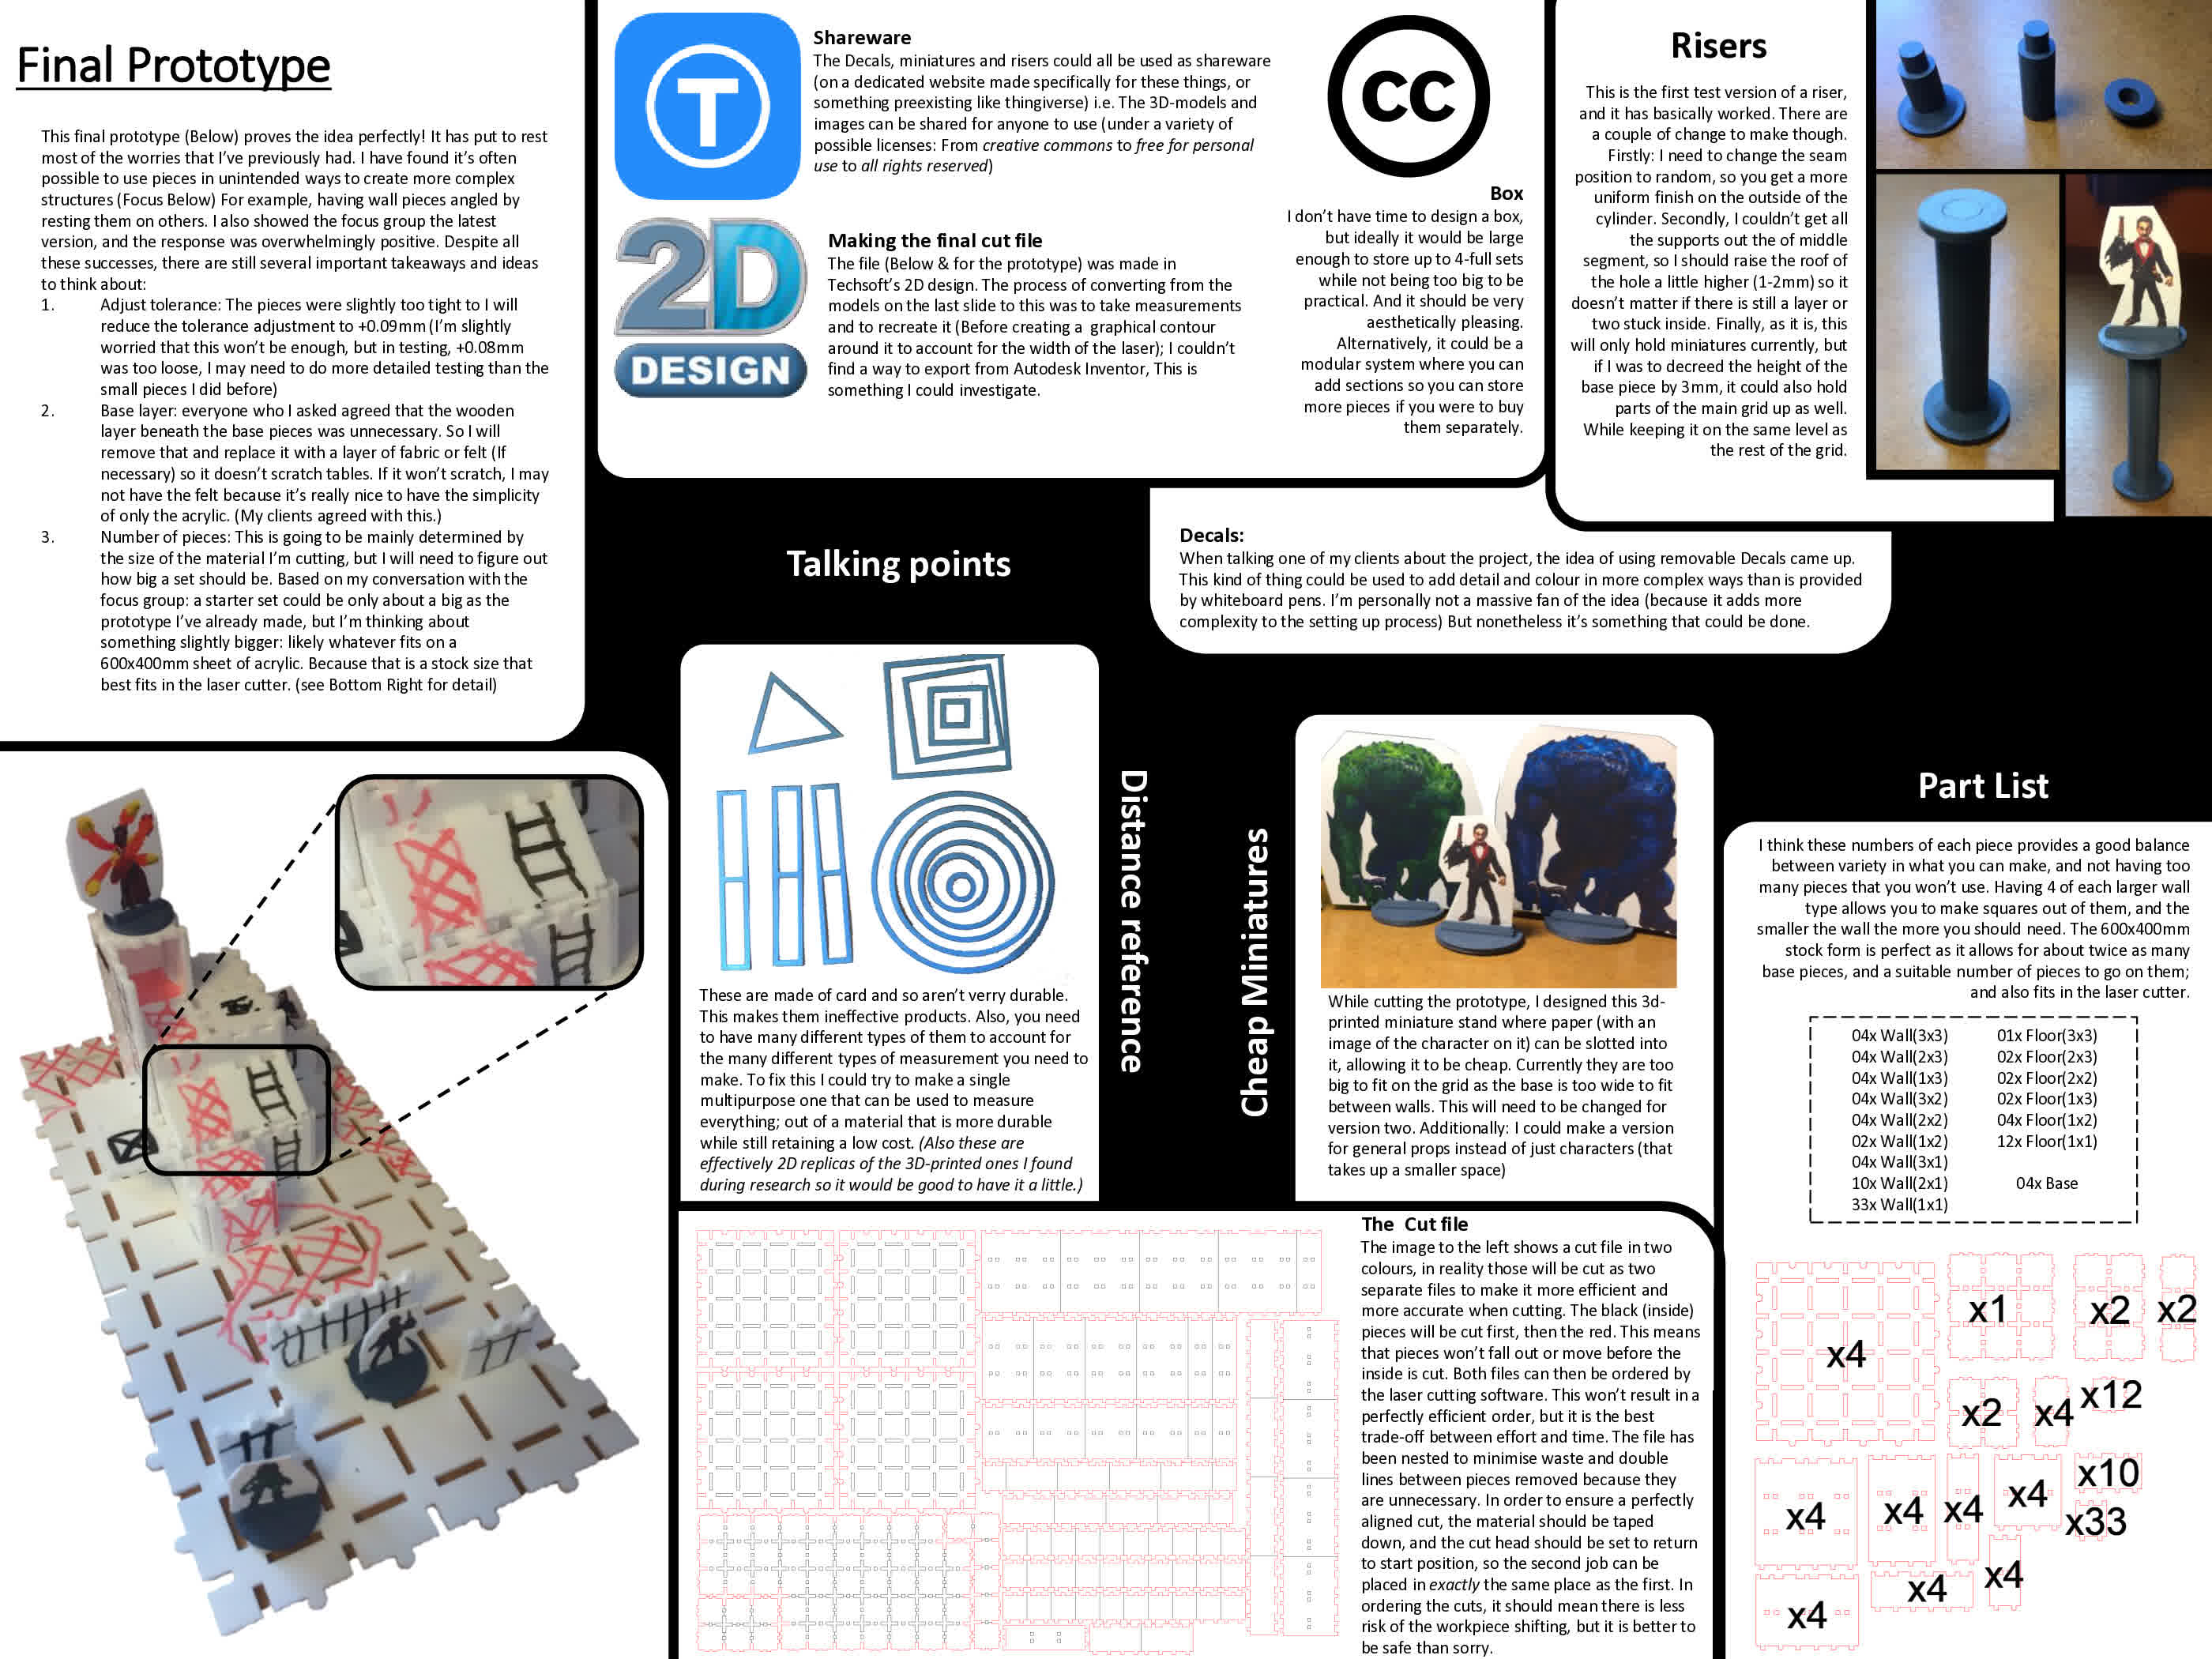 Final Prototype
This final prototype (Below) proves the idea perfectly! It has put to rest
most of the worries that I've previously had. I have found it's often
possible to use pieces in unintended ways to create more complex
structures (Focus Below) For example, having wall pieces angled by
resting them on others. I also showed the focus group the latest
version, and the response was overwhelmingly positive. Despite all
these successes, there are still several important takeaways and ideas
to think about:
1. Adjust tolerance: The pieces were slightly too tight to I will
reduce the tolerance adjustment to +0.09mm (I'm slightly
worried that this won't be enough, but in testing, +0.08mm
was too loose, I may need to do more detailed testing than the
small pieces I did before)
2. Base layer: everyone who I asked agreed that the wooden
layer beneath the base pieces was unnecessary. So I will
remove that and replace it with a layer of fabric or felt (If
necessary) so it doesn't scratch tables. If it won't scratch, I may
not have the felt because it's really nice to have the simplicity
of only the acrylic. (My clients agreed with this.)
3. Number of pieces: This is going to be mainly determined by
the size of the material I'm cutting, but I will need to figure out
how big a set should be. Based on my conversation with the
focus group: a starter set could be only about a big as the
prototype I've already made, but I'm thinking about
something slightly bigger: likely whatever fits on a
600x400mm sheet of acrylic. Because that is a stock size that
best fits in the laser cutter. (see Bottom Right for detail)
T
Shareware
The Decals, miniatures and risers could all be used as shareware
(on a dedicated website made specifically for these things, or
something preexisting like thingiverse) i.e. The 3D-models and
images can be shared for anyone to use (under a variety of
possible licenses: From creative commons to free for personal
use to all rights reserved)
2D
DESIGN
Making the final cut file
The file (Below & for the prototype) was made in
Techsoft's 2D design. The process of converting from the
models on the last slide to this was to take measurements
and to recreate it (Before creating a graphical contour
around it to account for the width of the laser); I couldn't
find a way to export from Autodesk Inventor, This is
something I could investigate.
cc
Box
I don't have time to design a box,
but ideally it would be large
enough to store up to 4-full sets
while not being too big to be
practical. And it should be very
aesthetically pleasing.
Alternatively, it could be a
modular system where you can
add sections so you can store
more pieces if you were to buy
them separately.
Risers
This is the first test version of a riser,
and it has basically worked. There are
a couple of change to make though.
Firstly: I need to change the seam
position to random, so you get a more
uniform finish on the outside of the
cylinder. Secondly, I couldn't get all
the supports out the of middle
segment, so I should raise the roof of
the hole a little higher (1-2mm) so it
doesn't matter if there is still a layer or
two stuck inside. Finally, as it is, this
will only hold miniatures currently, but
if I was to decreed the height of the
base piece by 3mm, it could also hold
parts of the main grid up as well.
While keeping it on the same level as
the rest of the grid.
Talking points
Decals:
When talking one of my clients about the project, the idea of using removable Decals came up.
This kind of thing could be used to add detail and colour in more complex ways than is provided
by whiteboard pens. I'm personally not a massive fan of the idea (because it adds more
complexity to the setting up process) But nonetheless it's something that could be done.
Distance reference
These are made of card and so aren't verry durable.
This makes them ineffective products. Also, you need
to have many different types of them to account for
the many different types of measurement you need to
make. To fix this I could try to make a single
multipurpose one that can be used to measure
everything; out of a material that is more durable
while still retaining a low cost. (Also these are
effectively 2D replicas of the 3D-printed ones I found
during research so it would be good to have it a little.)
Cheap Miniatures
While cutting the prototype, I designed this 3d-
printed miniature stand where paper (with an
image of the character on it) can be slotted into
it, allowing it to be cheap. Currently they are too
big to fit on the grid as the base is too wide to fit
between walls. This will need to be changed for
version two. Additionally: I could make a version
for general props instead of just characters (that
takes up a smaller space)
The Cut file
The image to the left shows a cut file in two
colours, in reality those will be cut as two
separate files to make it more efficient and
more accurate when cutting. The black (inside)
pieces will be cut first, then the red. This means
that pieces won't fall out or move before the
inside is cut. Both files can then be ordered by
the laser cutting software. This won't result in a
perfectly efficient order, but it is the best
trade-off between effort and time. The file has
been nested to minimise waste and double
lines between pieces removed because they
are unnecessary. In order to ensure a perfectly
aligned cut, the material should be taped
down, and the cut head should be set to return
to start position, so the second job can be
placed in exactly the same place as the first. In
ordering the cuts, it should mean there is less
risk of the workpiece shifting, but it is better to
be safe than sorry.
Part List
I think these numbers of each piece provides a good balance
between variety in what you can make, and not having too
many pieces that you won't use. Having 4 of each larger wall
type allows you to make squares out of them, and the
smaller the wall the more you should need. The 600x400mm
stock form is perfect as it allows for about twice as many
base pieces, and a suitable number of pieces to go on them;
and also fits in the laser cutter.
04x Wall(3x3)
04x Wall(2x3)
04x Wall(1x3)
04x Wall(3x2)
04x Wall(2x2)
02x Wall(1x2)
04x Wall(3x1)
10x Wall(2x1)
33x Wall(1x1)
01x Floor(3x3)
02x Floor(2x3)
02x Floor(2x2)
02x Floor(1x3)
04x Floor(1x2)
12x Floor(1x1)
04x Base
x4
x1
x2
x2
x2
x4
x12
x4
x4
x4
x4
x10
x33
x4
x4
x4